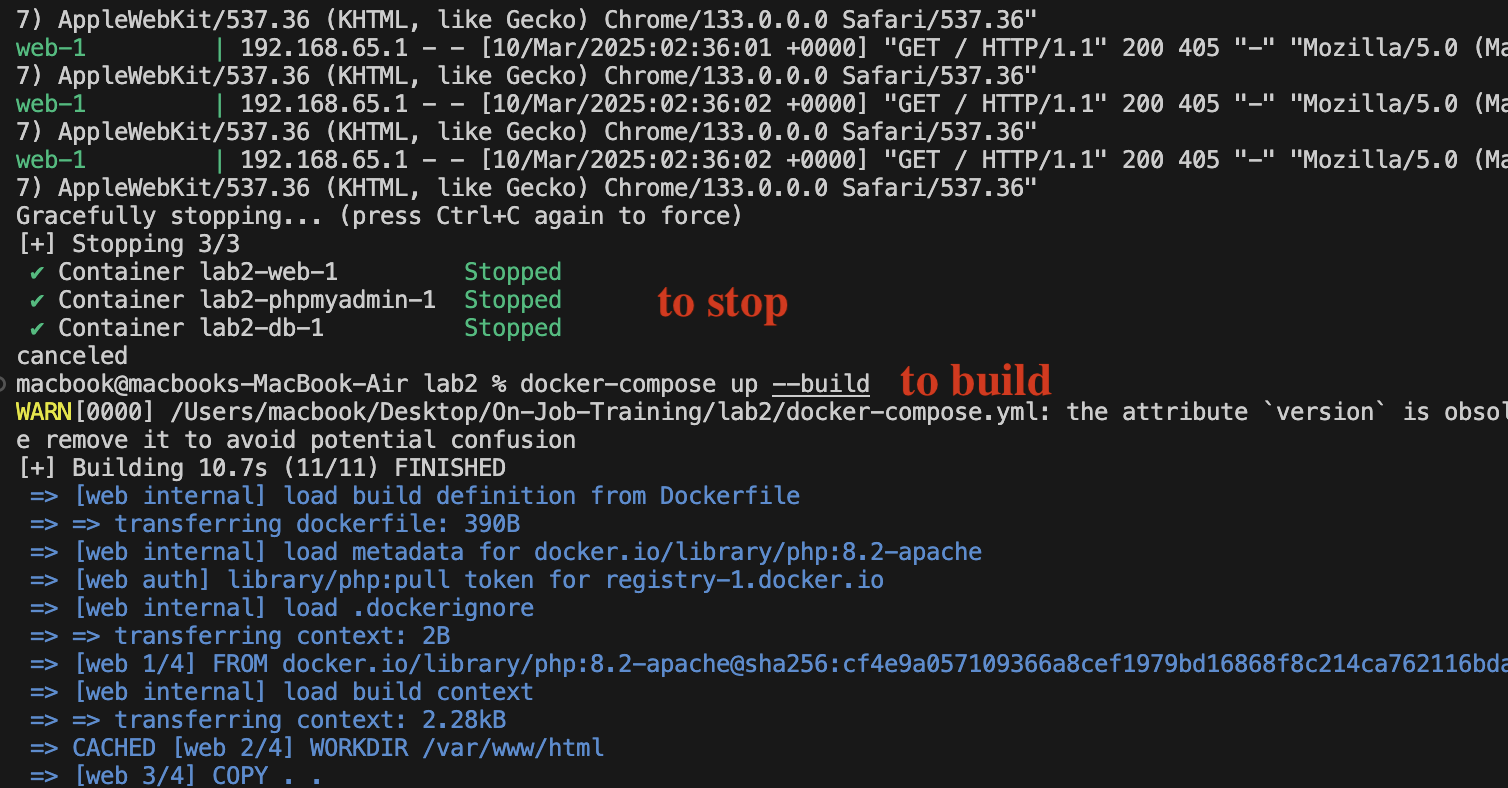 7) AppleWebKit/537.36 (KHTML, like Gecko) Chrome/133.0.0.0 Safari/537.36"
web-1 | 192.168.65.1 - - [10/Mar/2025:02:36:01 +0000] "GET / HTTP/1.1" 200 405 "-" "Mozilla/5.0 (Ma
7) AppleWebKit/537.36 (KHTML, like Gecko) Chrome/133.0.0.0 Safari/537.36"
web-1 | 192.168.65.1 - - [10/Mar/2025:02:36:02 +0000] "GET / HTTP/1.1" 200 405 "-" "Mozilla/5.0 (Ma
7) AppleWebKit/537.36 (KHTML, like Gecko) Chrome/133.0.0.0 Safari/537.36"
web-1 | 192.168.65.1 - - [10/Mar/2025:02:36:02 +0000] "GET / HTTP/1.1" 200 405 "-" "Mozilla/5.0 (Ma
7) AppleWebKit/537.36 (KHTML, like Gecko) Chrome/133.0.0.0 Safari/537.36"
Gracefully stopping... (press Ctrl+C again to force)
[+] Stopping 3/3
✔ Container lab2-web-1 Stopped
✔ Container lab2-phpmyadmin-1 Stopped
to stop
✔ Container lab2-db-1 Stopped
canceled
macbook@macbooks-MacBook-Air lab2 % docker-compose up --build to build
WARN[0000] /Users/macbook/Desktop/On-Job-Training/lab2/docker-compose.yml: the attribute `version` is obsol
e remove it to avoid potential confusion
[+] Building 10.7s (11/11) FINISHED
=> [web internal] load build definition from Dockerfile
=> => transferring dockerfile: 390B
=> [web internal] load metadata for docker.io/library/php:8.2-apache
=> [web auth] library/php:pull token for registry-1.docker.io
=> [web internal] load .dockerignore
=> => transferring context: 2B
=> [web 1/4] FROM docker.io/library/php:8.2-apache@sha256:cf4e9a057109366a8cef1979bd16868f8c214ca762116bda
=> [web internal] load build context
=> => transferring context: 2.28kB
=> CACHED [web 2/4] WORKDIR /var/www/html
=> [web 3/4] COPY . .